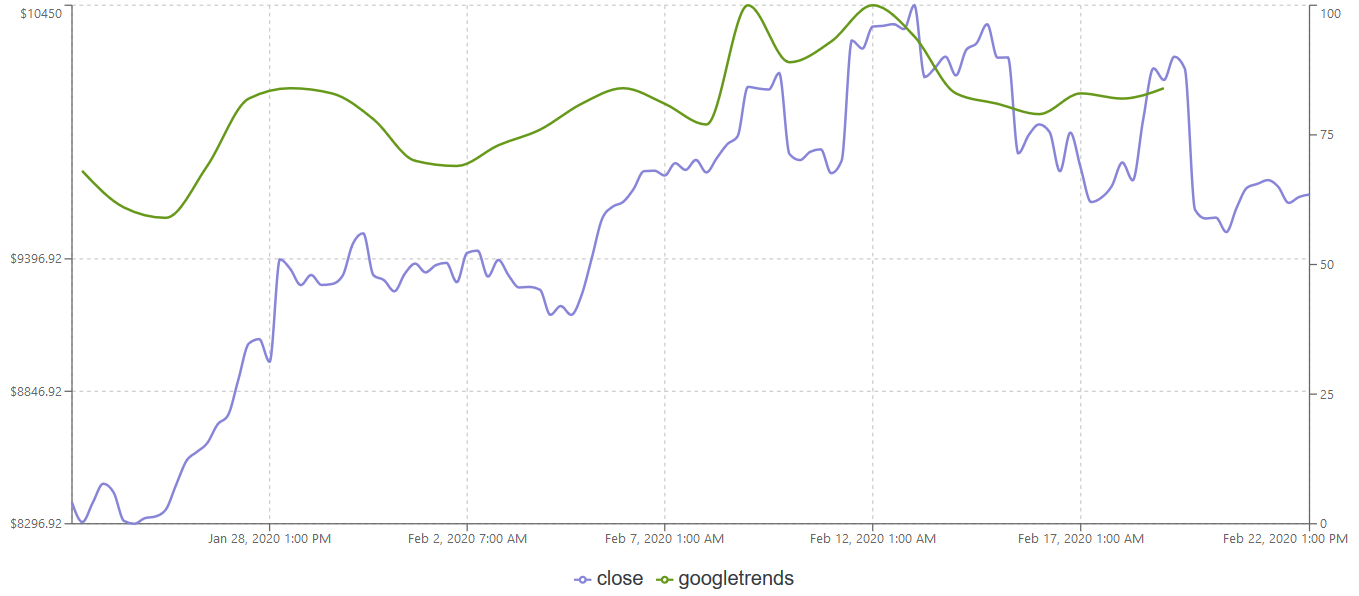 $10450
$9396.92
$8846.92
$8296.92
100
75
50
25
0
Jan 28, 2020 1:00 PM
Feb 2, 2020 7:00 AM
Feb 7, 2020 1:00 AM
Feb 12, 2020 1:00 AM
Feb 17, 2020 1:00 AM
Feb 22, 2020 1:00 PM
close googletrends